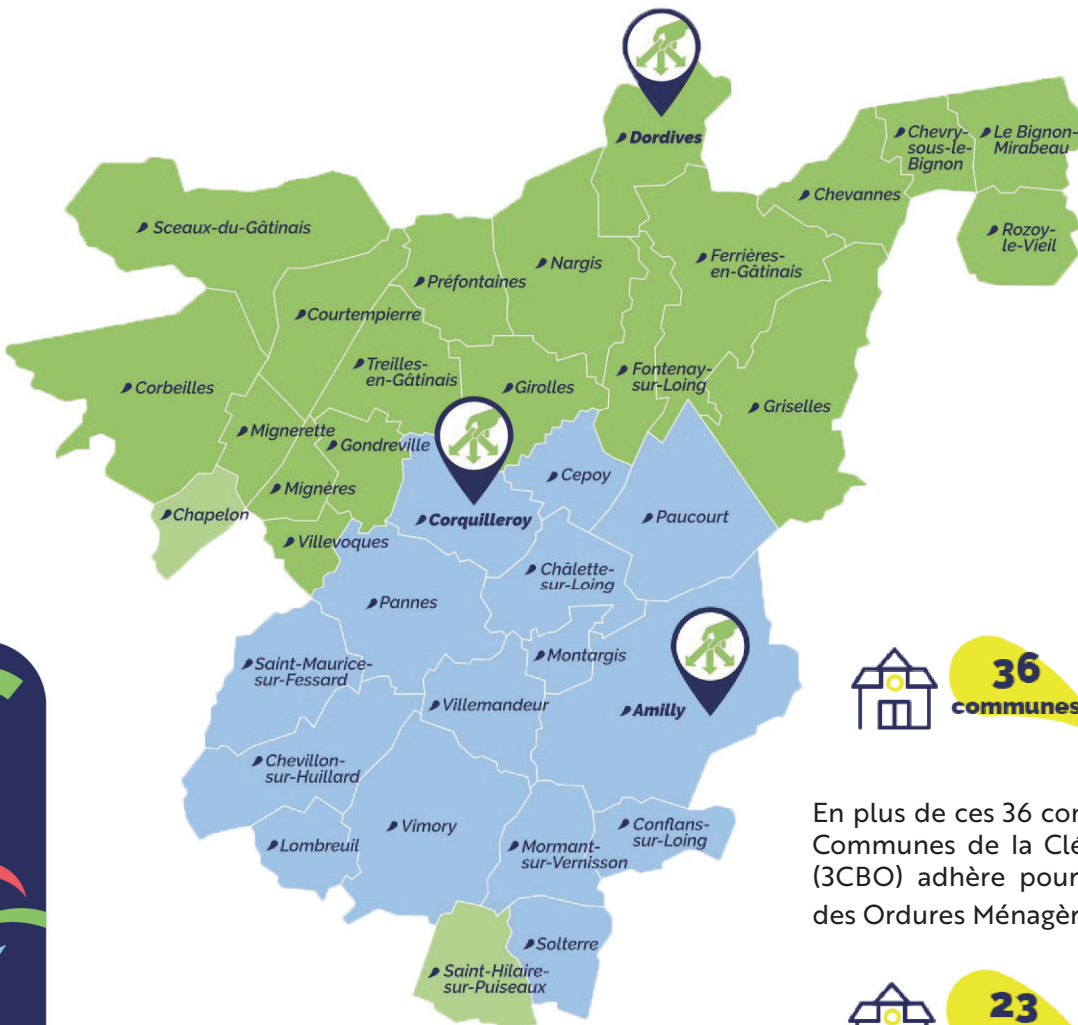 Dordives
Chevry-
sous-le-
Bignon
Le Bignon-
Mirabeau
Chevannes
Rozoy-
le-Vieil
Sceaux-du-Gâtinais
Nargis
Ferrières-
en-Gâtinais
Préfontaines
Courtempierre
Treilles-
en-Gâtinais
Fontenay-
sur-Loing
Corbeilles
Girolles
Griselles
Mignerette
Gondreville
Cepoy
Mignères
Chapelon
Corquilleroy
Paucourt
Villevoques
Châlette-
sur-Loing
Pannes
Saint-Maurice-
sur-Fessard
Montargis
Villemandeur
Amilly
Chevillon-
sur-Huillard
Vimory
Lombreuil
Mormant-
sur-Vernisson
Conflans-
sur-Loing
Solterre
Saint-Hilaire-
sur-Puiseaux
36
communes
En plus de ces 36 com
Communes de la Clé
(3CBO) adhère pour
des Ordures Ménagèr
23